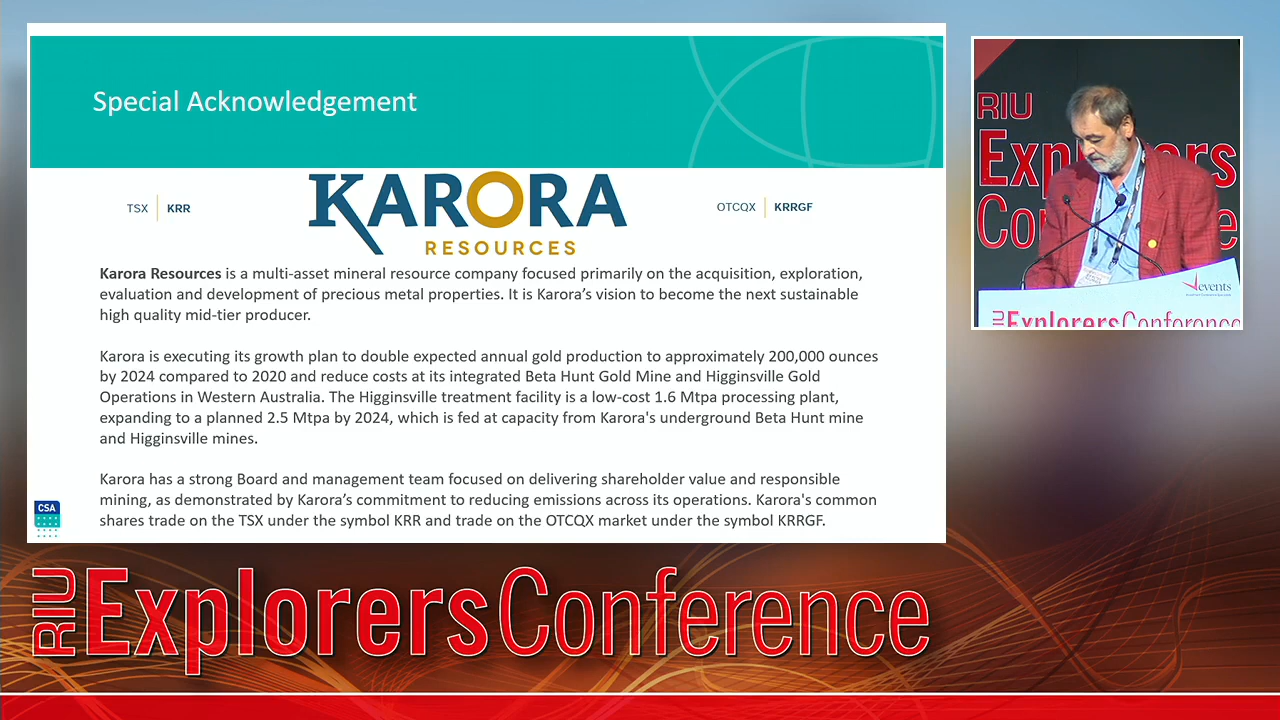 Special Acknowledgement
TSX | KRR
KARORA
RESOURCES
OTCQX | KRRGF
Karora Resources is a multi-asset mineral resource company focused primarily on the acquisition, exploration,
evaluation and development of precious metal properties. It is Karora’s vision to become the next sustainable
high quality mid-tier producer.
Karora is executing its growth plan to double expected annual gold production to approximately 200,000 ounces
by 2024 compared to 2020 and reduce costs at its integrated Beta Hunt Gold Mine and Higginsville Gold
Operations in Western Australia. The Higginsville treatment facility is a low-cost 1.6 Mtpa processing plant,
expanding to a planned 2.5 Mtpa by 2024, which is fed at capacity from Karora's underground Beta Hunt mine
and Higginsville mines.
Karora has a strong Board and management team focused on delivering shareholder value and responsible
mining, as demonstrated by Karora’s commitment to reducing emissions across its operations. Karora's common
shares trade on the TSX under the symbol KRR and trade on the OTCQX market under the symbol KRRGF.
CSA
RIU
Exp ers
Co e
events
RIU ExplorersConference
RIU ExplorersConference